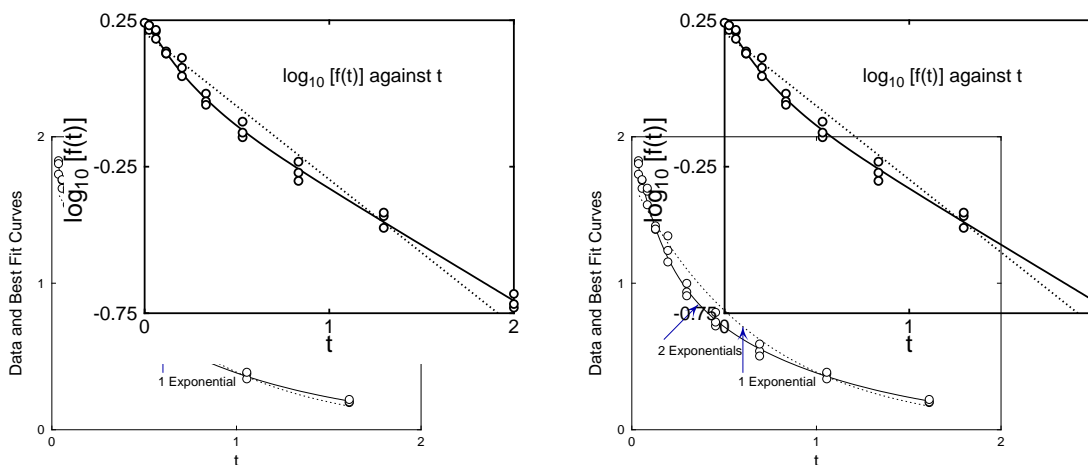 0.25
-0.25
-0.75
0
1
2
log10 [f(t)]
t
log10 [f(t)] against t
2
1
0
0
1
2
Data and Best Fit Curves
t
1 Exponential
0.25
-0.25
-0.75
0
1
log10 [f(t)]
t
log10 [f(t)] against t
2
1
0
0
1
2
Data and Best Fit Curves
t
2 Exponentials
1 Exponential